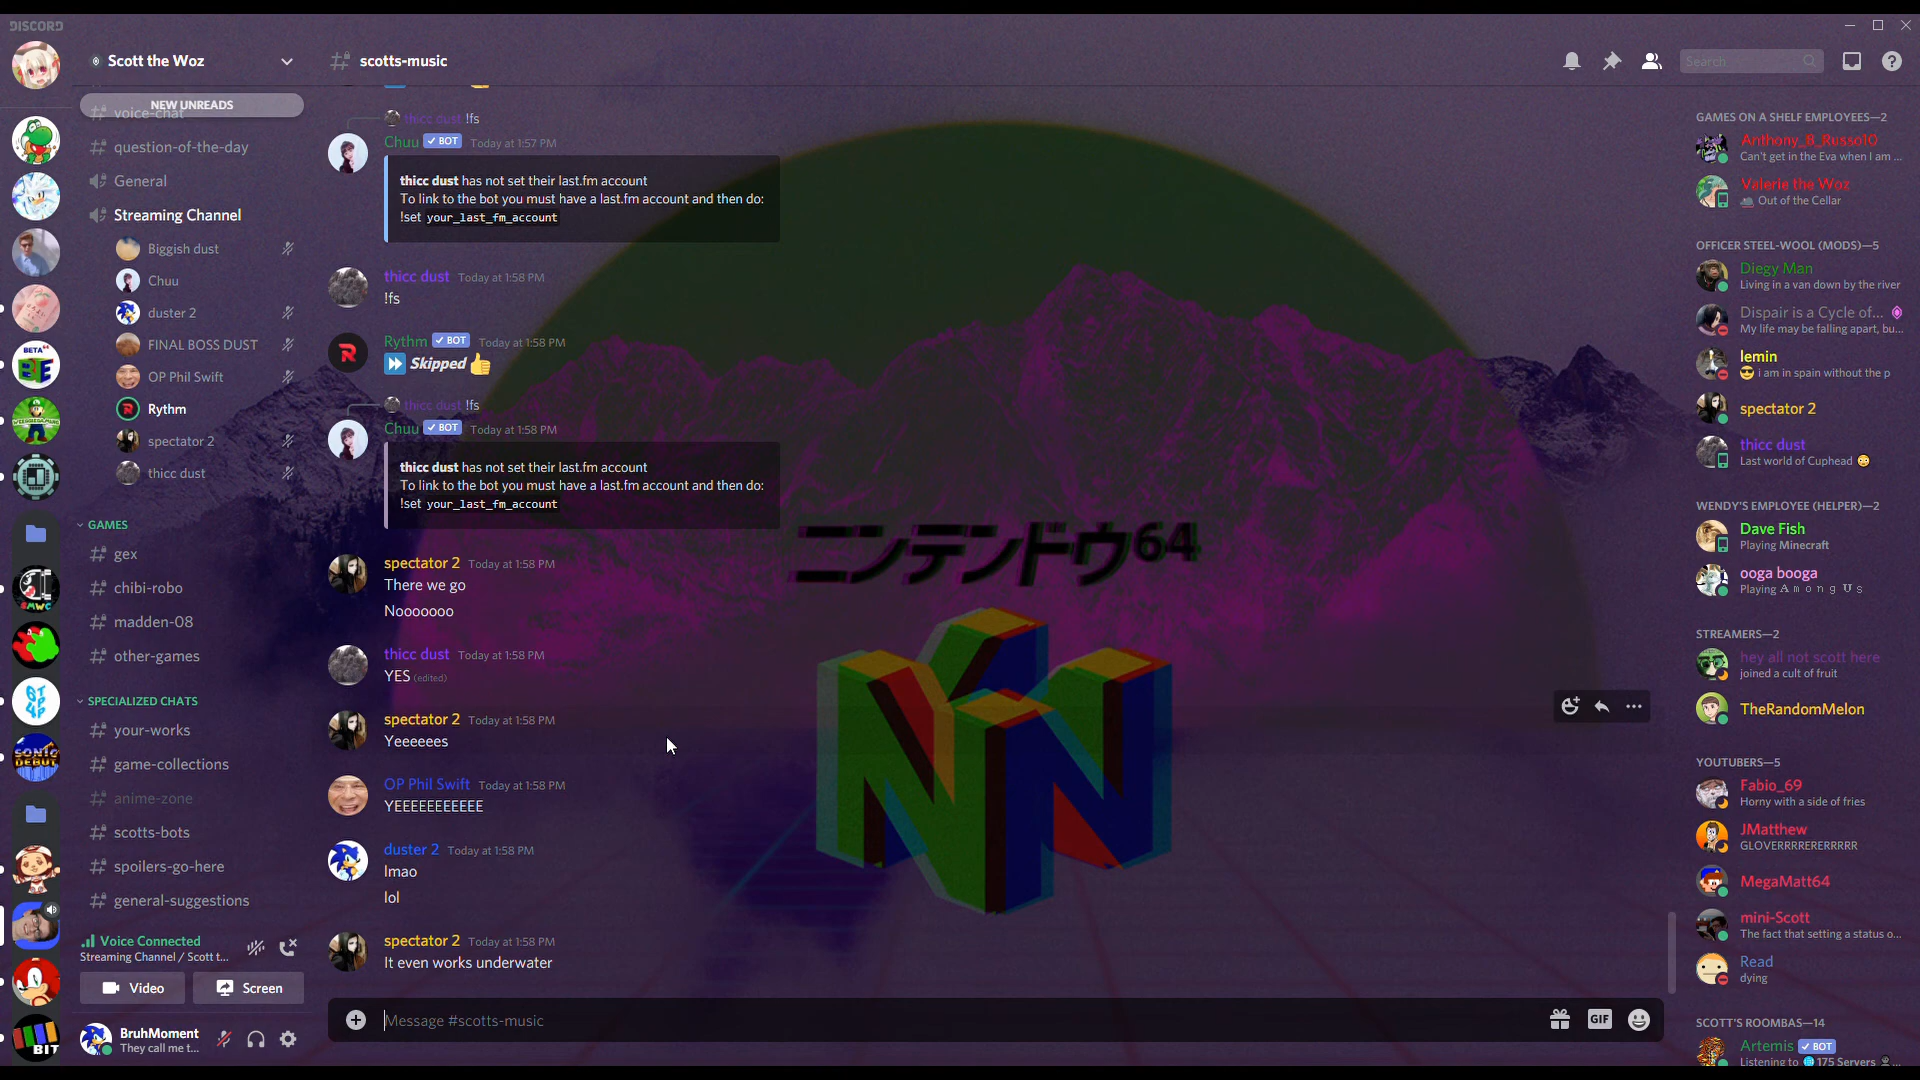 DISCORD
Scott the Woz
scotts-music
Search
NEW UNREADS
voice-chat
question-of-the-day
General
Streaming Channel
Biggish dust
Chuu
duster 2
FINAL BOSS DUST
OP Phil Swift
Rythm
spectator 2
thicc dust
GAMES
gex
chibi-robo
madden-08
other-games
SPECIALIZED CHATS
your-works
game-collections
anime-zone
scotts-bots
spoilers-go-here
general-suggestions
Voice Connected
Streaming Channel / Scott t...
Video
Screen
BruhMoment
They call me t...
BETA 64
SMWC
SONIC DEBUT
BIT
thicc dust !fs
Chuu ✓ BOT Today at 1:57 PM
thicc dust has not set their last.fm account
To link to the bot you must have a last.fm account and then do:
!set your_last_fm_account
thicc dust Today at 1:58 PM
!fs
Rythm ✓ BOT Today at 1:58 PM
⏩ Skipped 👍
thicc dust !fs
Chuu ✓ BOT Today at 1:58 PM
thicc dust has not set their last.fm account
To link to the bot you must have a last.fm account and then do:
!set your_last_fm_account
spectator 2 Today at 1:58 PM
There we go
Nooooooo
thicc dust Today at 1:58 PM
YES (edited)
spectator 2 Today at 1:58 PM
Yeeeeees
OP Phil Swift Today at 1:58 PM
YEEEEEEEEEEE
duster 2 Today at 1:58 PM
lmao
lol
spectator 2 Today at 1:58 PM
It even works underwater
Message #scotts-music
GIF
ニンテンドウ64
GAMES ON A SHELF EMPLOYEES—2
Anthony_B_Russo10
Can't get in the Eva when I am ...
Valerie the Woz
Out of the Cellar
OFFICER STEEL-WOOL (MODS)—5
Diegy Man
Living in a van down by the river
Dispair is a Cycle of...
My life may be falling apart, bu...
lemin
😎 i am in spain without the p
spectator 2
thicc dust
Last world of Cuphead 😳
WENDY'S EMPLOYEE (HELPER)—2
Dave Fish
Playing Minecraft
ooga booga
Playing Ａｍｏｎｇ Ｕｓ
STREAMERS—2
hey all not scott here
joined a cult of fruit
TheRandomMelon
YOUTUBERS—5
Fabio_69
Horny with a side of fries
JMatthew
GLOVERRRRERERRRRR
MegaMatt64
mini-Scott
The fact that setting a status o...
Read
dying
SCOTT'S ROOMBAS—14
Artemis ✓ BOT
Listening to 🌐175 Servers